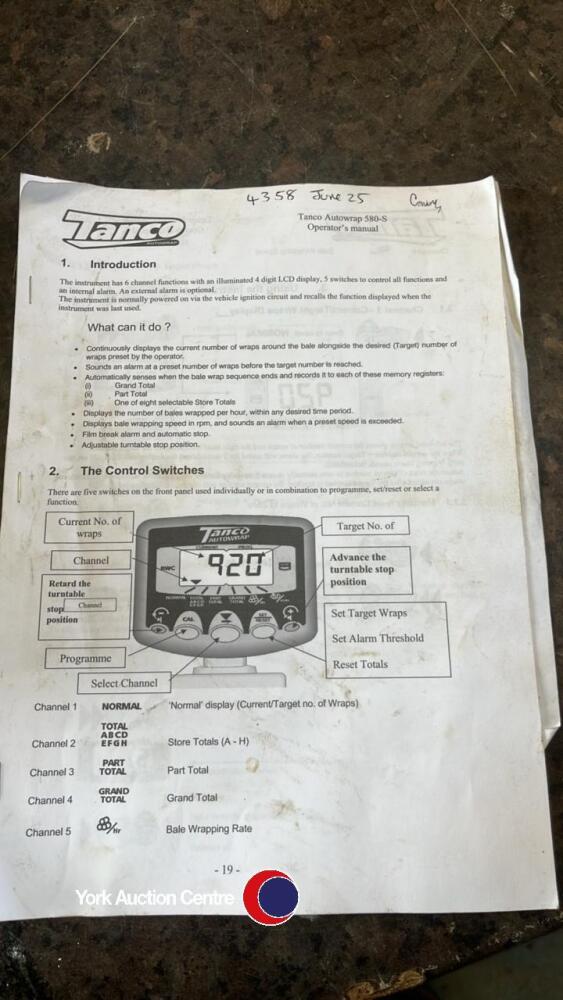 4358 June 25
Tanco
AUTOWRAP
Tanco Autowrap 580-S
Operator's manual
1. Introduction
The instrument has 6 channel functions with an illuminated 4 digit LCD display, 5 switches to control all functions and
an internal alarm. An external alarm is optional.
The instrument is normally powered on via the vehicle ignition circuit and recalls the function displayed when the
instrument was last used.
What can it do ?
• Continuously displays the current number of wraps around the bale alongside the desired (Target) number of
wraps preset by the operator.
• Sounds an alarm at a preset number of wraps before the target number is reached.
• Automatically senses when the bale wrap sequence ends and records it to each of these memory registers:
(i) Grand Total
(ii) Part Total
(iii) One of eight selectable Store Totals
• Displays the number of bales wrapped per hour, within any desired time period.
• Displays bale wrapping speed in rpm, and sounds an alarm when a preset speed is exceeded.
• Film break alarm and automatic stop.
• Adjustable turntable stop position.
2. The Control Switches
There are five switches on the front panel used individually or in combination to programme, set/reset or select a
function.
Current No. of
wraps
Channel
Retard the
turntable
stop
Channel
position
Programme
Select Channel
Tanco
AUTOWRAP
920
BWC
NORMAL TOTAL PART GRAND
ABCD TOTAL TOTAL
EFGH
CAL
SET
RESET
Target No. of
Advance the
turntable stop
position
Set Target Wraps
Set Alarm Threshold
Reset Totals
Channel 1 NORMAL 'Normal' display (Current/Target no. of Wraps)
Channel 2 TOTAL
ABCD
EFGH Store Totals (A - H)
Channel 3 PART
TOTAL Part Total
Channel 4 GRAND
TOTAL Grand Total
Channel 5 /Hr Bale Wrapping Rate
- 19 -
York Auction Centre